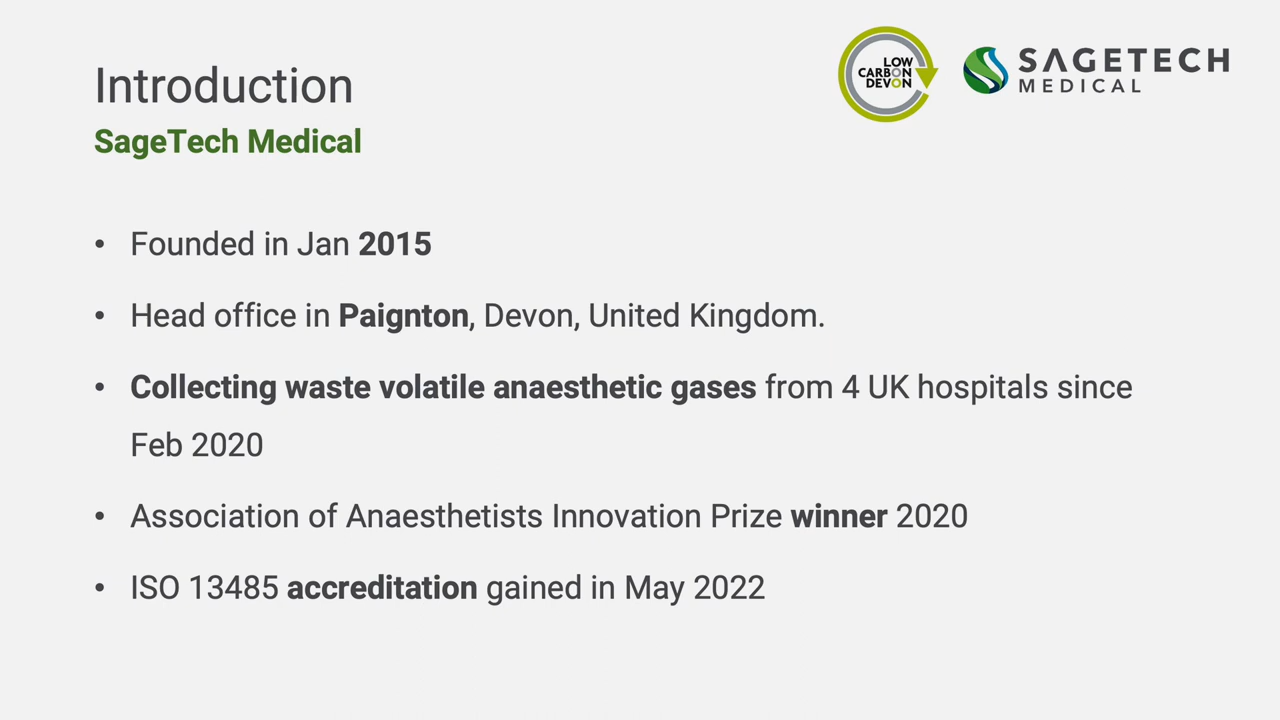 Introduction
SageTech Medical
LOW
CARBON
DEVON
SAGETECH
MEDICAL
• Founded in Jan 2015
• Head office in Paignton, Devon, United Kingdom.
• Collecting waste volatile anaesthetic gases from 4 UK hospitals since
Feb 2020
• Association of Anaesthetists Innovation Prize winner 2020
• ISO 13485 accreditation gained in May 2022